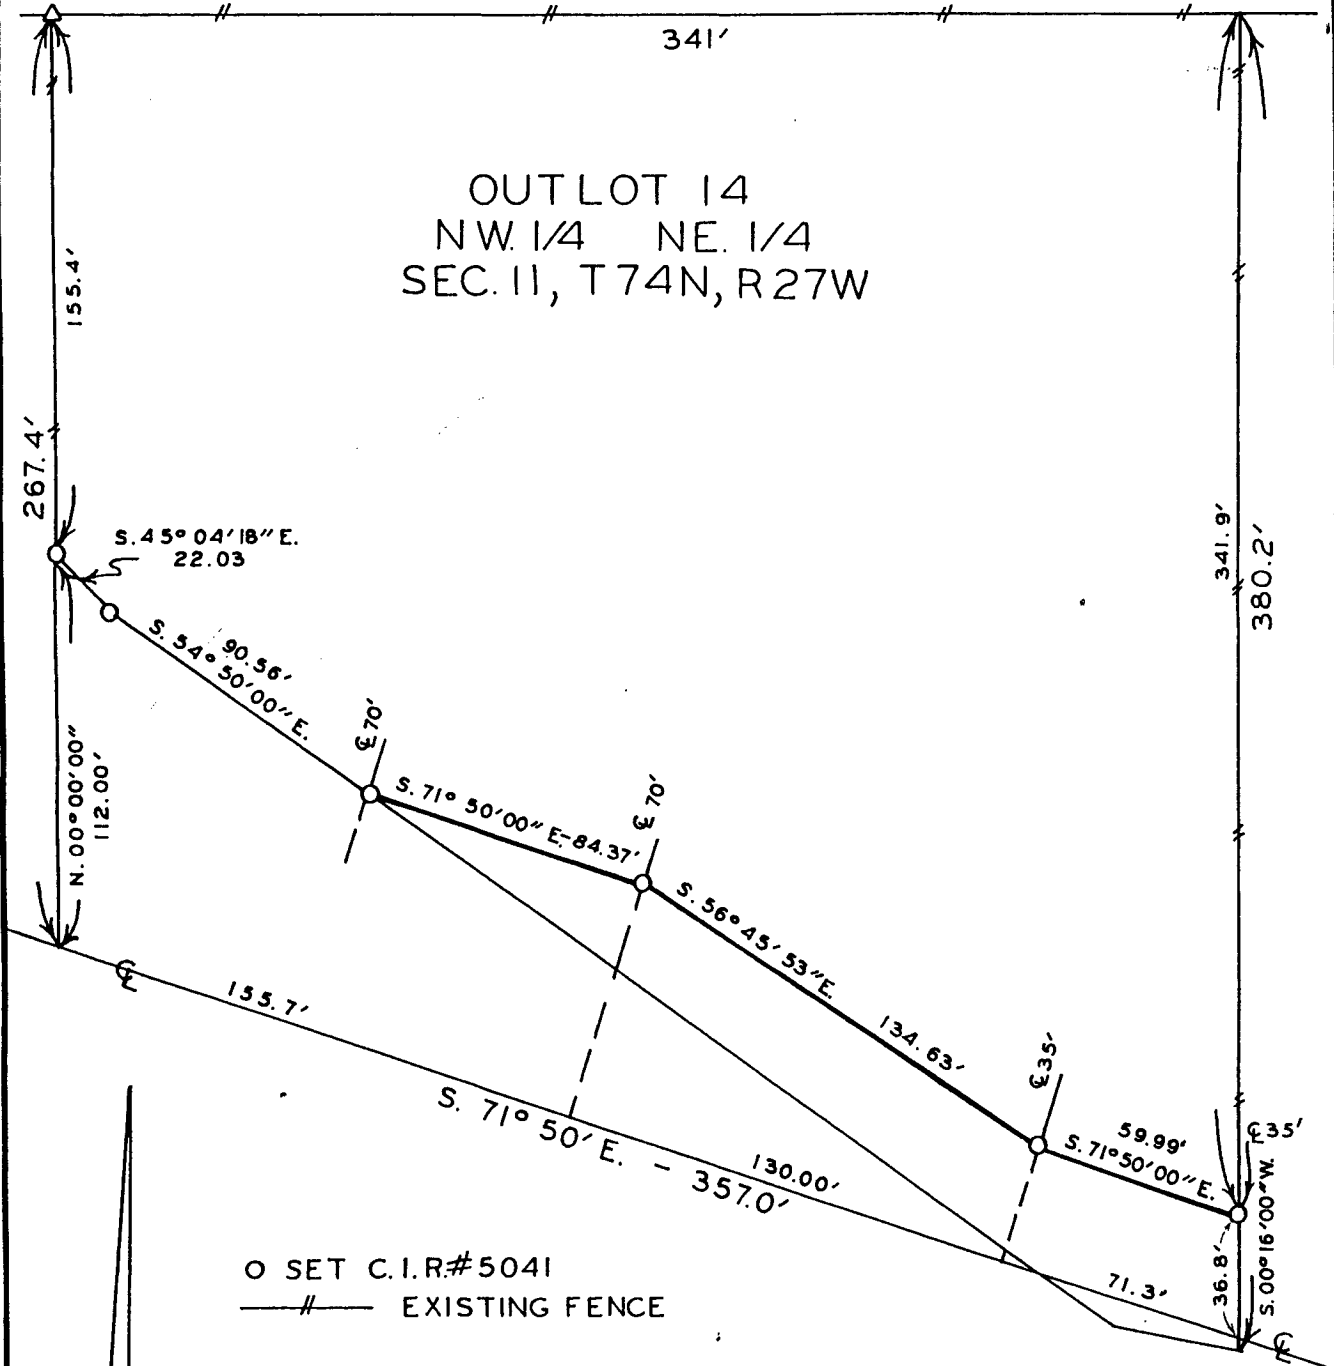 341'
OUTLOT 14
NW. 1/4 NE. 1/4
SEC. 11, T74N, R27W
155.4'
267.4'
S. 45° 04' 18" E.
22.03
90.56'
S. 54° 50' 00" E.
N. 00° 00' 00"
112.00'
℄ 70'
S. 71° 50' 00" E.-84.37'
℄ 70'
S. 56° 45' 53" E.
134.63'
℄ 35'
341.9'
380.2'
59.99'
S. 71° 50' 00" E.
℄ 35'
36.8'
S. 00° 16' 00" W.
℄
155.7'
S. 71° 50' E. - 357.0'
130.00'
71.3'
℄
O SET C.I.R.#5041
EXISTING FENCE